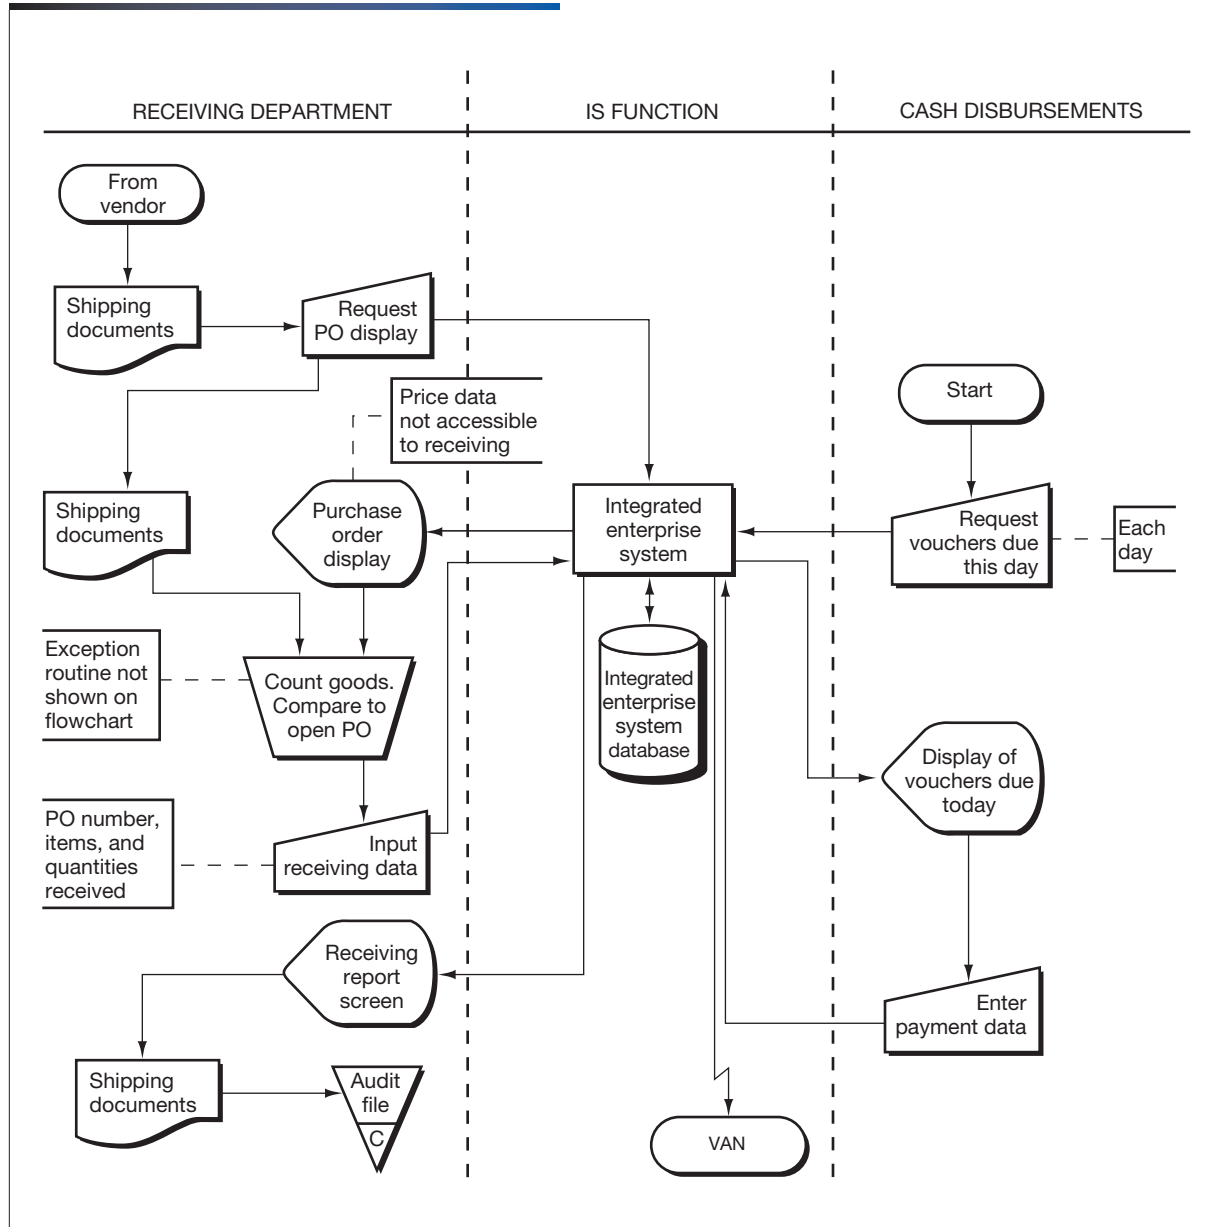 RECEIVING DEPARTMENT
IS FUNCTION
CASH DISBURSEMENTS
From
vendor
Shipping
documents
Request
PO display
Price data
not accessible
to receiving
Start
Shipping
documents
Purchase
order
display
Integrated
enterprise
system
Request
vouchers due
this day
Each
day
Exception
routine not
shown on
flowchart
Count goods.
Compare to
open PO
Integrated
enterprise
system
database
Display of
vouchers due
today
PO number,
items, and
quantities
received
Input
receiving data
Receiving
report
screen
Enter
payment data
Shipping
documents
Audit
file
C
VAN